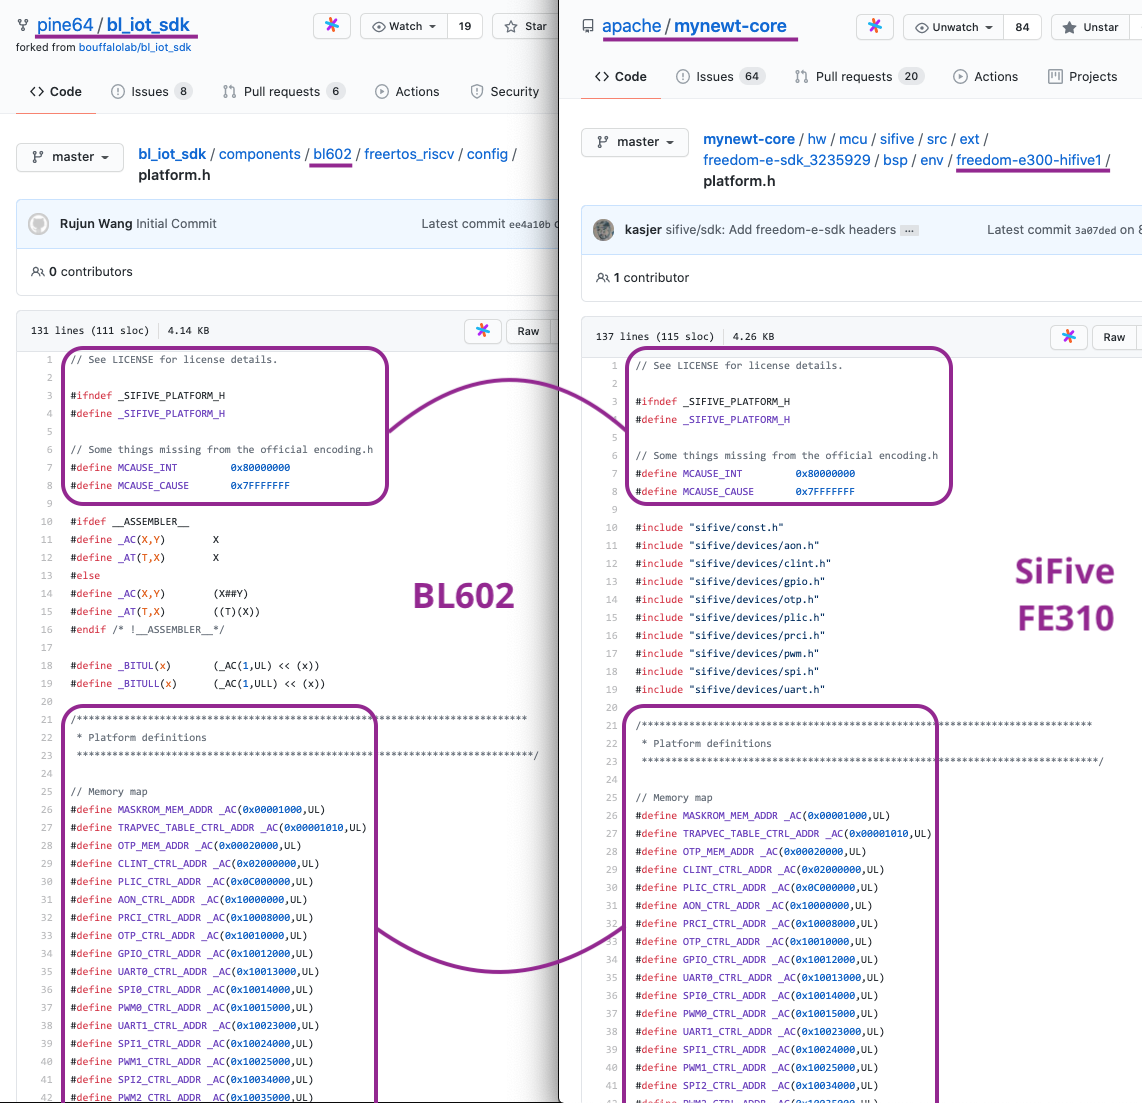 pine64 / bl_iot_sdk
Watch 19
Star
forked from bouffalolab/bl_iot_sdk
Code
Issues 8
Pull requests 6
Actions
Security
master
bl_iot_sdk / components / bl602 / freertos_riscv / config /
platform.h
Rujun Wang Initial Commit
Latest commit ee4a10b
0 contributors
131 lines (111 sloc) 4.14 KB
Raw
1 // See LICENSE for license details.
2
3 #ifndef _SIFIVE_PLATFORM_H
4 #define _SIFIVE_PLATFORM_H
5
6 // Some things missing from the official encoding.h
7 #define MCAUSE_INT 0x80000000
8 #define MCAUSE_CAUSE 0x7FFFFFFF
9
10 #ifdef __ASSEMBLER__
11 #define _AC(X,Y) X
12 #define _AT(T,X) X
13 #else
14 #define _AC(X,Y) (X##Y)
15 #define _AT(T,X) ((T)(X))
16 #endif /* !__ASSEMBLER__*/
17
18 #define _BITUL(x) (_AC(1,UL) << (x))
19 #define _BITULL(x) (_AC(1,ULL) << (x))
20
21 /****************************************************************************
22 * Platform definitions
23 *****************************************************************************/
24
25 // Memory map
26 #define MASKROM_MEM_ADDR _AC(0x00001000,UL)
27 #define TRAPVEC_TABLE_CTRL_ADDR _AC(0x00001010,UL)
28 #define OTP_MEM_ADDR _AC(0x00020000,UL)
29 #define CLINT_CTRL_ADDR _AC(0x02000000,UL)
30 #define PLIC_CTRL_ADDR _AC(0x0C000000,UL)
31 #define AON_CTRL_ADDR _AC(0x10000000,UL)
32 #define PRCI_CTRL_ADDR _AC(0x10008000,UL)
33 #define OTP_CTRL_ADDR _AC(0x10010000,UL)
34 #define GPIO_CTRL_ADDR _AC(0x10012000,UL)
35 #define UART0_CTRL_ADDR _AC(0x10013000,UL)
36 #define SPI0_CTRL_ADDR _AC(0x10014000,UL)
37 #define PWM0_CTRL_ADDR _AC(0x10015000,UL)
38 #define UART1_CTRL_ADDR _AC(0x10023000,UL)
39 #define SPI1_CTRL_ADDR _AC(0x10024000,UL)
40 #define PWM1_CTRL_ADDR _AC(0x10025000,UL)
41 #define SPI2_CTRL_ADDR _AC(0x10034000,UL)
42 #define PWM2_CTRL_ADDR _AC(0x10035000,UL)
BL602
apache / mynewt-core
Unwatch 84
Unstar
Code
Issues 64
Pull requests 20
Actions
Projects
master
mynewt-core / hw / mcu / sifive / src / ext /
freedom-e-sdk_3235929 / bsp / env / freedom-e300-hifive1 /
platform.h
kasjer sifive/sdk: Add freedom-e-sdk headers ...
Latest commit 3a07ded on 8
1 contributor
137 lines (115 sloc) 4.26 KB
Raw
1 // See LICENSE for license details.
2
3 #ifndef _SIFIVE_PLATFORM_H
#define _SIFIVE_PLATFORM_H
5
6 // Some things missing from the official encoding.h
7 #define MCAUSE_INT 0x80000000
8 #define MCAUSE_CAUSE 0x7FFFFFFF
9
10 #include "sifive/const.h"
11 #include "sifive/devices/aon.h"
12 #include "sifive/devices/clint.h"
13 #include "sifive/devices/gpio.h"
14 #include "sifive/devices/otp.h"
15 #include "sifive/devices/plic.h"
16 #include "sifive/devices/prci.h"
17 #include "sifive/devices/pwm.h"
18 #include "sifive/devices/spi.h"
19 #include "sifive/devices/uart.h"
20
21 /****************************************************************************
22 * Platform definitions
23 *****************************************************************************/
24
25 // Memory map
26 #define MASKROM_MEM_ADDR _AC(0x00001000,UL)
27 #define TRAPVEC_TABLE_CTRL_ADDR _AC(0x00001010,UL)
28 #define OTP_MEM_ADDR _AC(0x00020000,UL)
29 #define CLINT_CTRL_ADDR _AC(0x02000000,UL)
30 #define PLIC_CTRL_ADDR _AC(0x0C000000,UL)
31 #define AON_CTRL_ADDR _AC(0x10000000,UL)
32 #define PRCI_CTRL_ADDR _AC(0x10008000,UL)
33 #define OTP_CTRL_ADDR _AC(0x10010000,UL)
34 #define GPIO_CTRL_ADDR _AC(0x10012000,UL)
35 #define UART0_CTRL_ADDR _AC(0x10013000,UL)
36 #define SPI0_CTRL_ADDR _AC(0x10014000,UL)
37 #define PWM0_CTRL_ADDR _AC(0x10015000,UL)
38 #define UART1_CTRL_ADDR _AC(0x10023000,UL)
39 #define SPI1_CTRL_ADDR _AC(0x10024000,UL)
40 #define PWM1_CTRL_ADDR _AC(0x10025000,UL)
41 #define SPI2_CTRL_ADDR _AC(0x10034000,UL)
SiFive
FE310